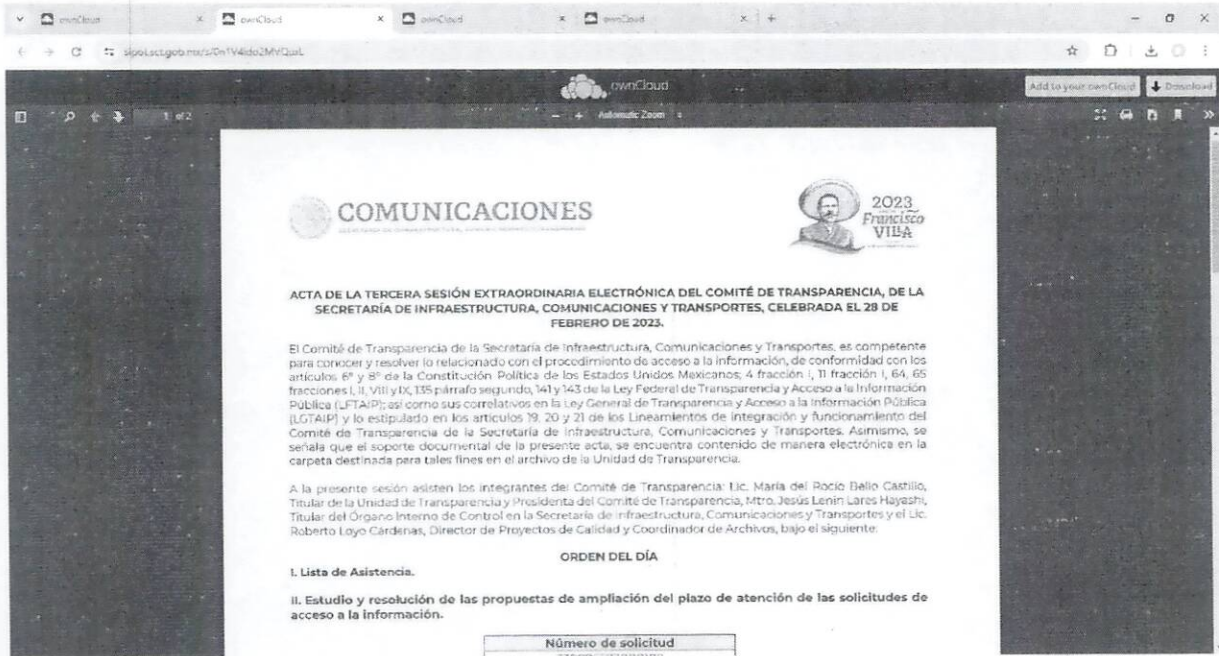 ownCloud
ownCloud
ownCloud
ownCloud
ownCloud
Add to your ownCloud
Download
1 of 2
Automatic Zoom
COMUNICACIONES
2023
Francisco
VILLA
ACTA DE LA TERCERA SESIÓN EXTRAORDINARIA ELECTRÓNICA DEL COMITÉ DE TRANSPARENCIA, DE LA
SECRETARÍA DE INFRAESTRUCTURA, COMUNICACIONES Y TRANSPORTES, CELEBRADA EL 28 DE
FEBRERO DE 2023.
El Comité de Transparencia de la Secretaría de Infraestructura, Comunicaciones y Transportes, es competente
para conocer y resolver lo relacionado con el procedimiento de acceso a la información, de conformidad con los
artículos 6° y 8° de la Constitución Política de los Estados Unidos Mexicanos; 4 fracción I, 11 fracción I, 64, 65
fracciones I, II, VIII y IX, 135 párrafo segundo, 141 y 143 de la Ley Federal de Transparencia y Acceso a la Información
Pública (LFTAIP); así como sus correlativos en la Ley General de Transparencia y Acceso a la Información Pública
(LGTAIP) y lo estipulado en los artículos 19, 20 y 21 de los Lineamientos de integración y funcionamiento del
Comité de Transparencia de la Secretaría de Infraestructura, Comunicaciones y Transportes. Asimismo, se
señala que el soporte documental de la presente acta, se encuentra contenido de manera electrónica en la
carpeta destinada para tales fines en el archivo de la Unidad de Transparencia.
A la presente sesión asisten los integrantes del Comité de Transparencia: Lic. María del Rocío Bello Castillo,
Titular de la Unidad de Transparencia y Presidenta del Comité de Transparencia, Mtro. Jesús Lenin Lares Hayashi,
Titular del Órgano Interno de Control en la Secretaría de Infraestructura, Comunicaciones y Transportes y el Lic.
Roberto Loyo Cárdenas, Director de Proyectos de Calidad y Coordinador de Archivos, bajo el siguiente:
ORDEN DEL DÍA
I. Lista de Asistencia.
II. Estudio y resolución de las propuestas de ampliación del plazo de atención de las solicitudes de
acceso a la información.
Número de solicitud